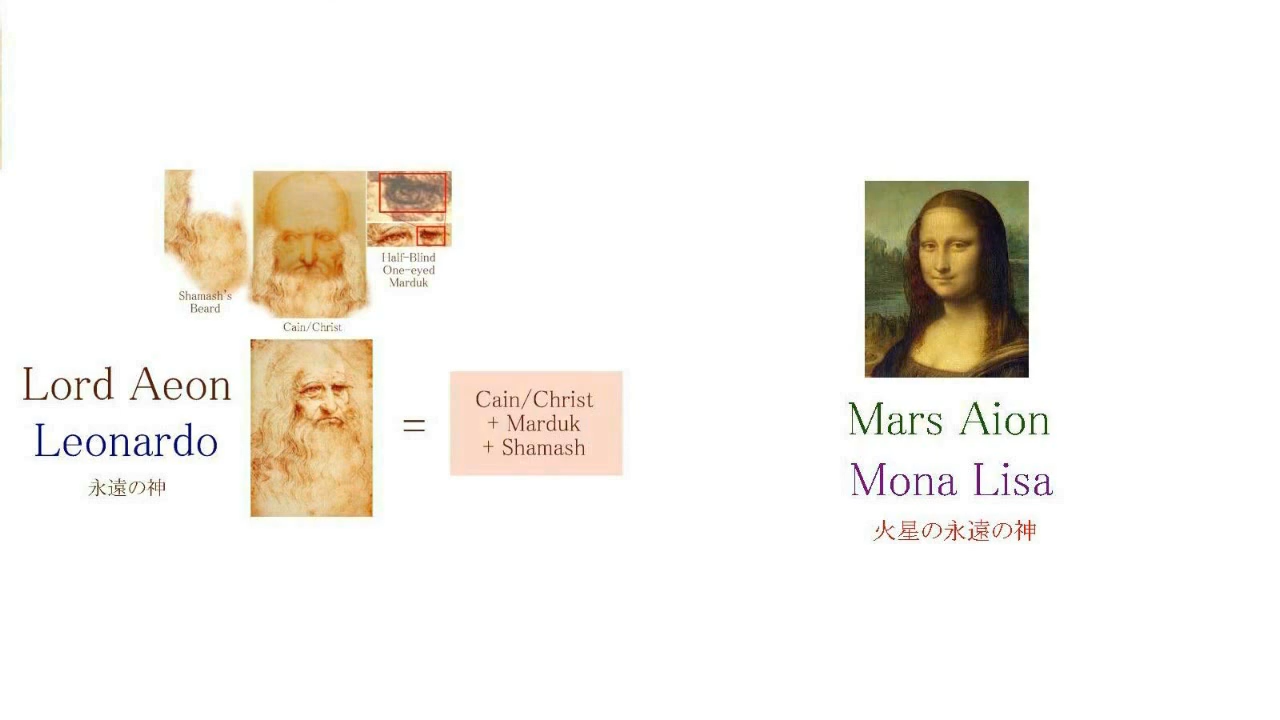 Shamash's
Beard
Half-Blind
One-eyed
Marduk
Cain/Christ
Lord Aeon
Leonardo
永遠の神
=
Cain/Christ
+ Marduk
+ Shamash
Mars Aion
Mona Lisa
火星の永遠の神